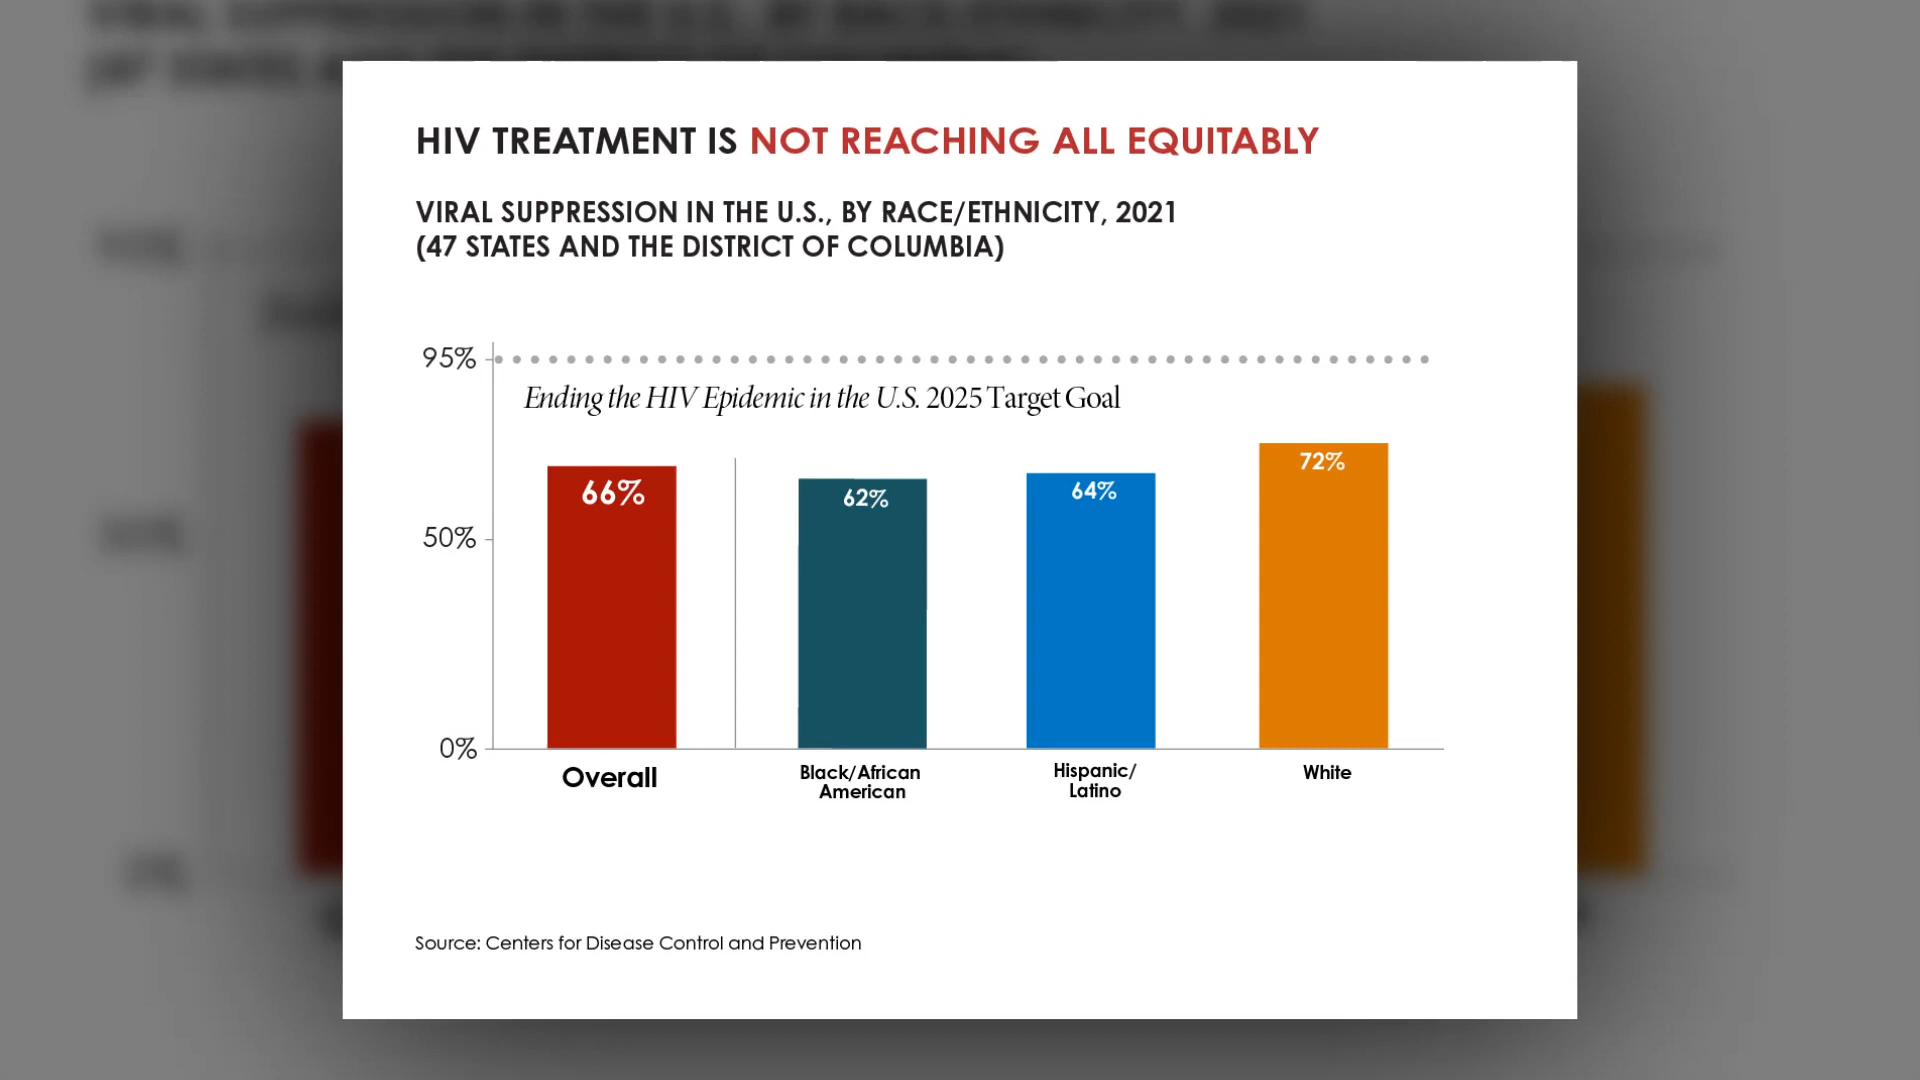 HIV TREATMENT IS NOT REACHING ALL EQUITABLY
VIRAL SUPPRESSION IN THE U.S., BY RACE/ETHNICITY, 2021
(47 STATES AND THE DISTRICT OF COLUMBIA)
95%
Ending the HIV Epidemic in the U.S. 2025 Target Goal
66%
62%
64%
72%
50%
0%
Overall
Black/African
American
Hispanic/
Latino
White
Source: Centers for Disease Control and Prevention